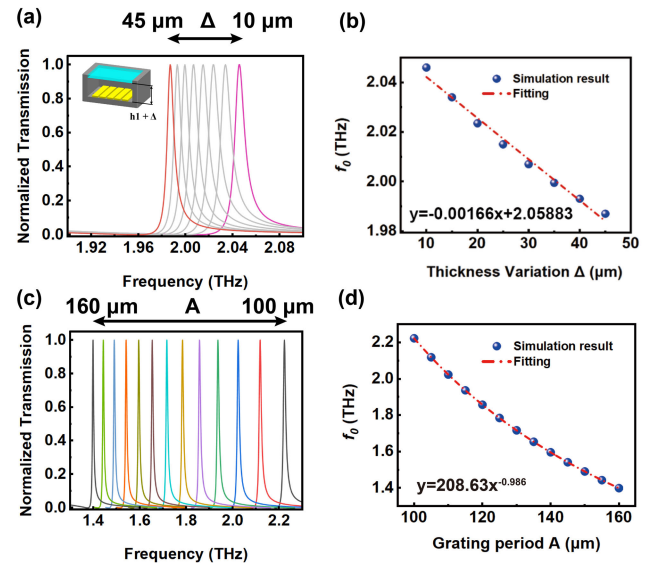 (a)
45 μm Δ 10 μm
1.0
0.8
0.6
0.4
0.2
0.0
hI + Δ
Normalized Transmission
1.92 1.96 2.00 2.04 2.08
Frequency (THz)
(b)
2.04
2.02
2.00
1.98
f0 (THz)
Simulation result
Fitting
y=-0.00166x+2.05883
10 20 30 40 50
Thickness Variation Δ (μm)
(c)
160 μm A 100 μm
1.0
0.8
0.6
0.4
0.2
0.0
Normalized Transmission
1.4 1.6 1.8 2.0 2.2
Frequency (THz)
(d)
2.2
2.0
1.8
1.6
1.4
f0 (THz)
Simulation result
Fitting
y=208.63x-0.986
100 120 140 160
Grating period A (μm)